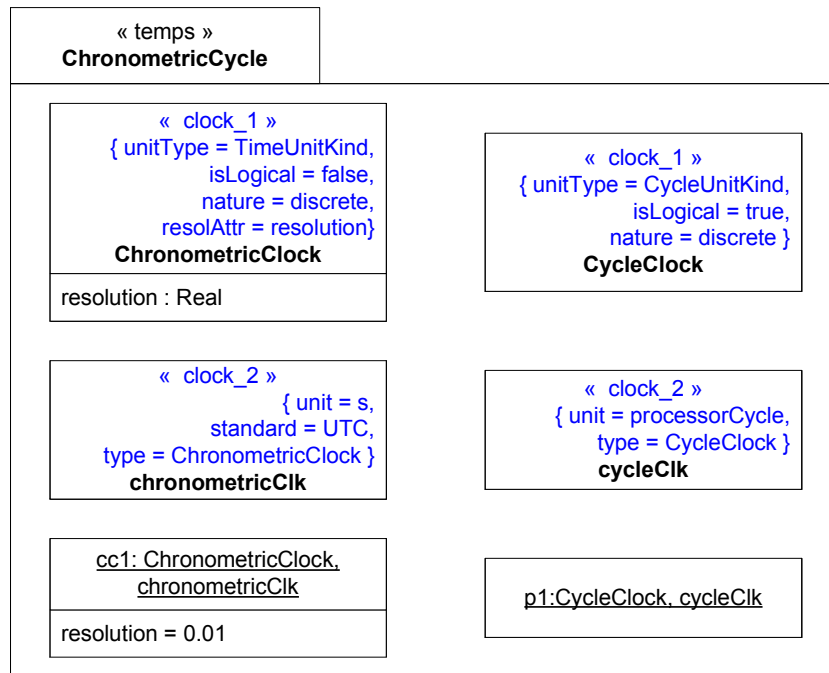 « temps »
ChronometricCycle
« clock_1 »
{ unitType = TimeUnitKind,
isLogical = false,
nature = discrete,
resolAttr = resolution}
ChronometricClock
resolution : Real
« clock_1 »
{ unitType = CycleUnitKind,
isLogical = true,
nature = discrete }
CycleClock
« clock_2 »
{ unit = s,
standard = UTC,
type = ChronometricClock }
chronometricClk
« clock_2 »
{ unit = processorCycle,
type = CycleClock }
cycleClk
cc1: ChronometricClock,
chronometricClk
resolution = 0.01
p1:CycleClock, cycleClk